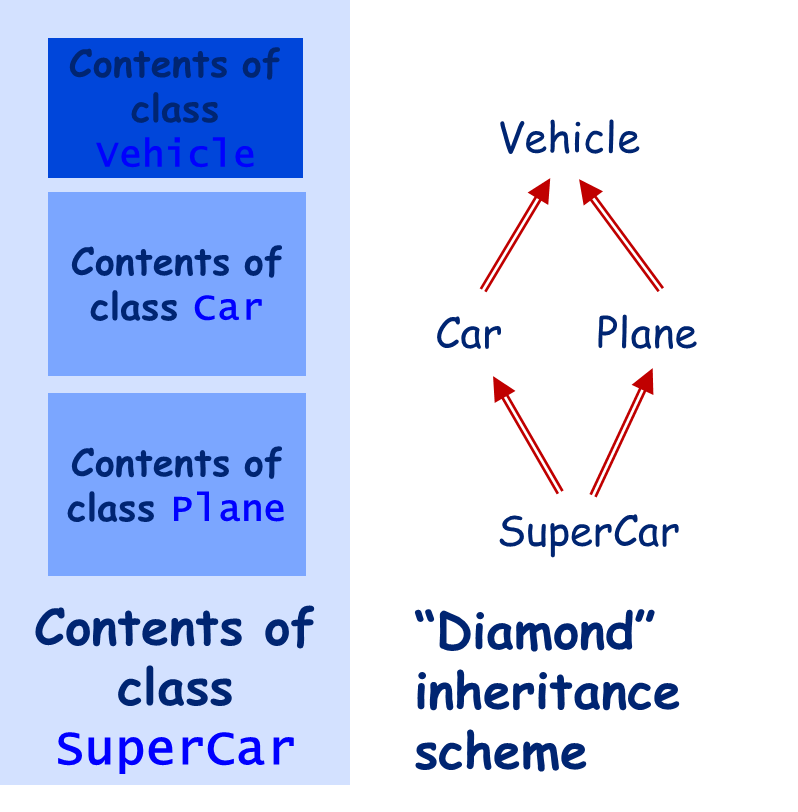 Contents of
class
Vehicle
Contents of
class Car
Contents of
class Plane
Contents of
class
SuperCar
Vehicle
Car Plane
SuperCar
“Diamond”
inheritance
scheme